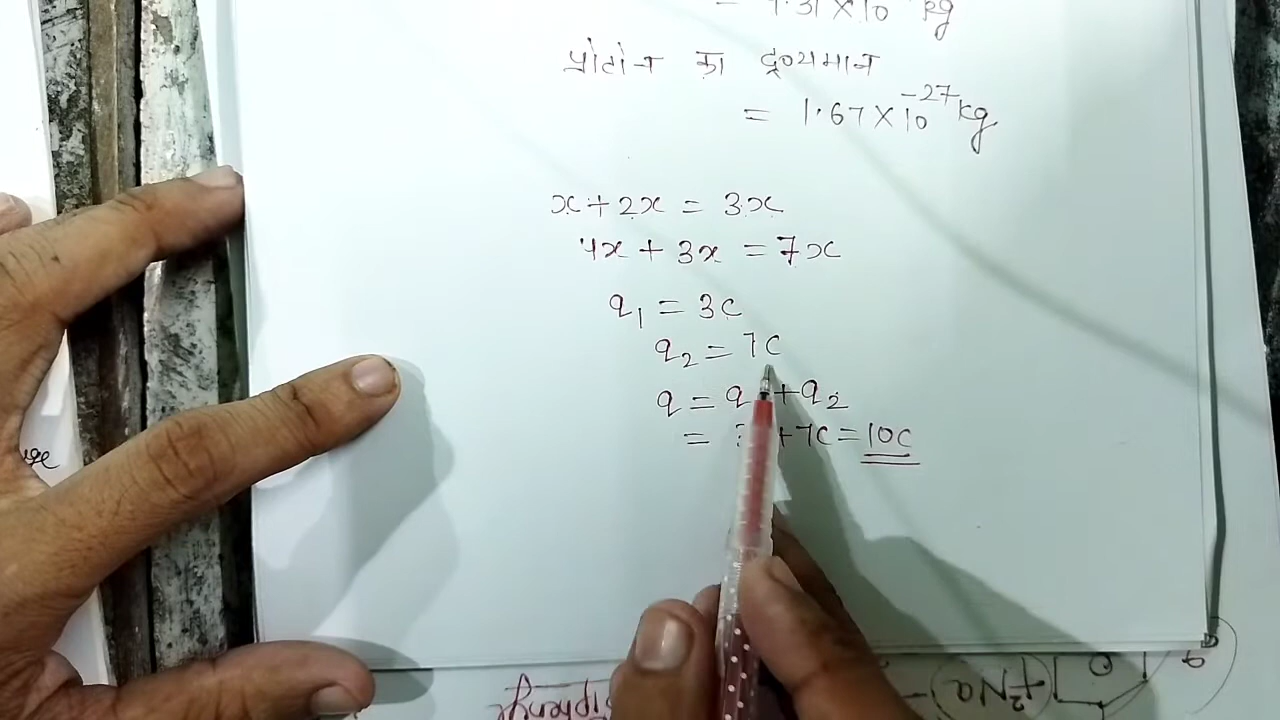 kg
प्रोटोन का द्रव्यमान
= 1.67 × 10⁻²⁷ kg
x + 2x = 3x
4x + 3x = 7x
q₁ = 3C
q₂ = 7C
q = q + q₂
= + 7C = 10C